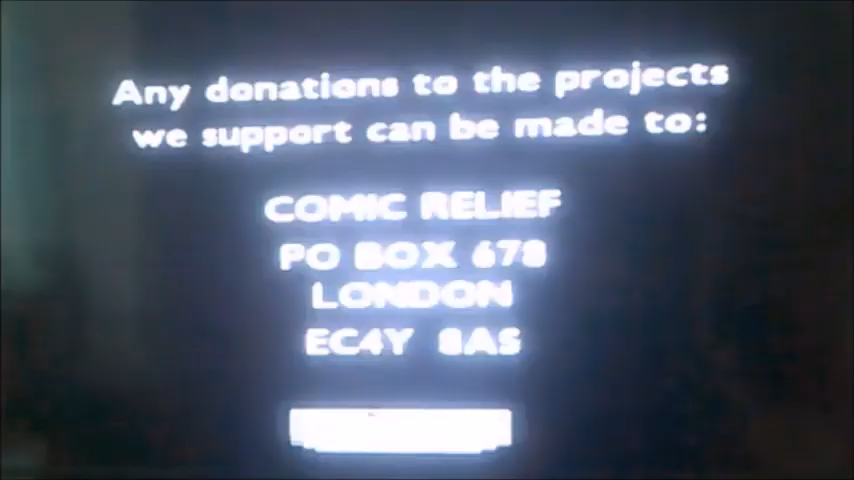 Any donations to the projects
we support can be made to:
COMIC RELIEF
PO BOX 678
LONDON
EC4Y 8AS